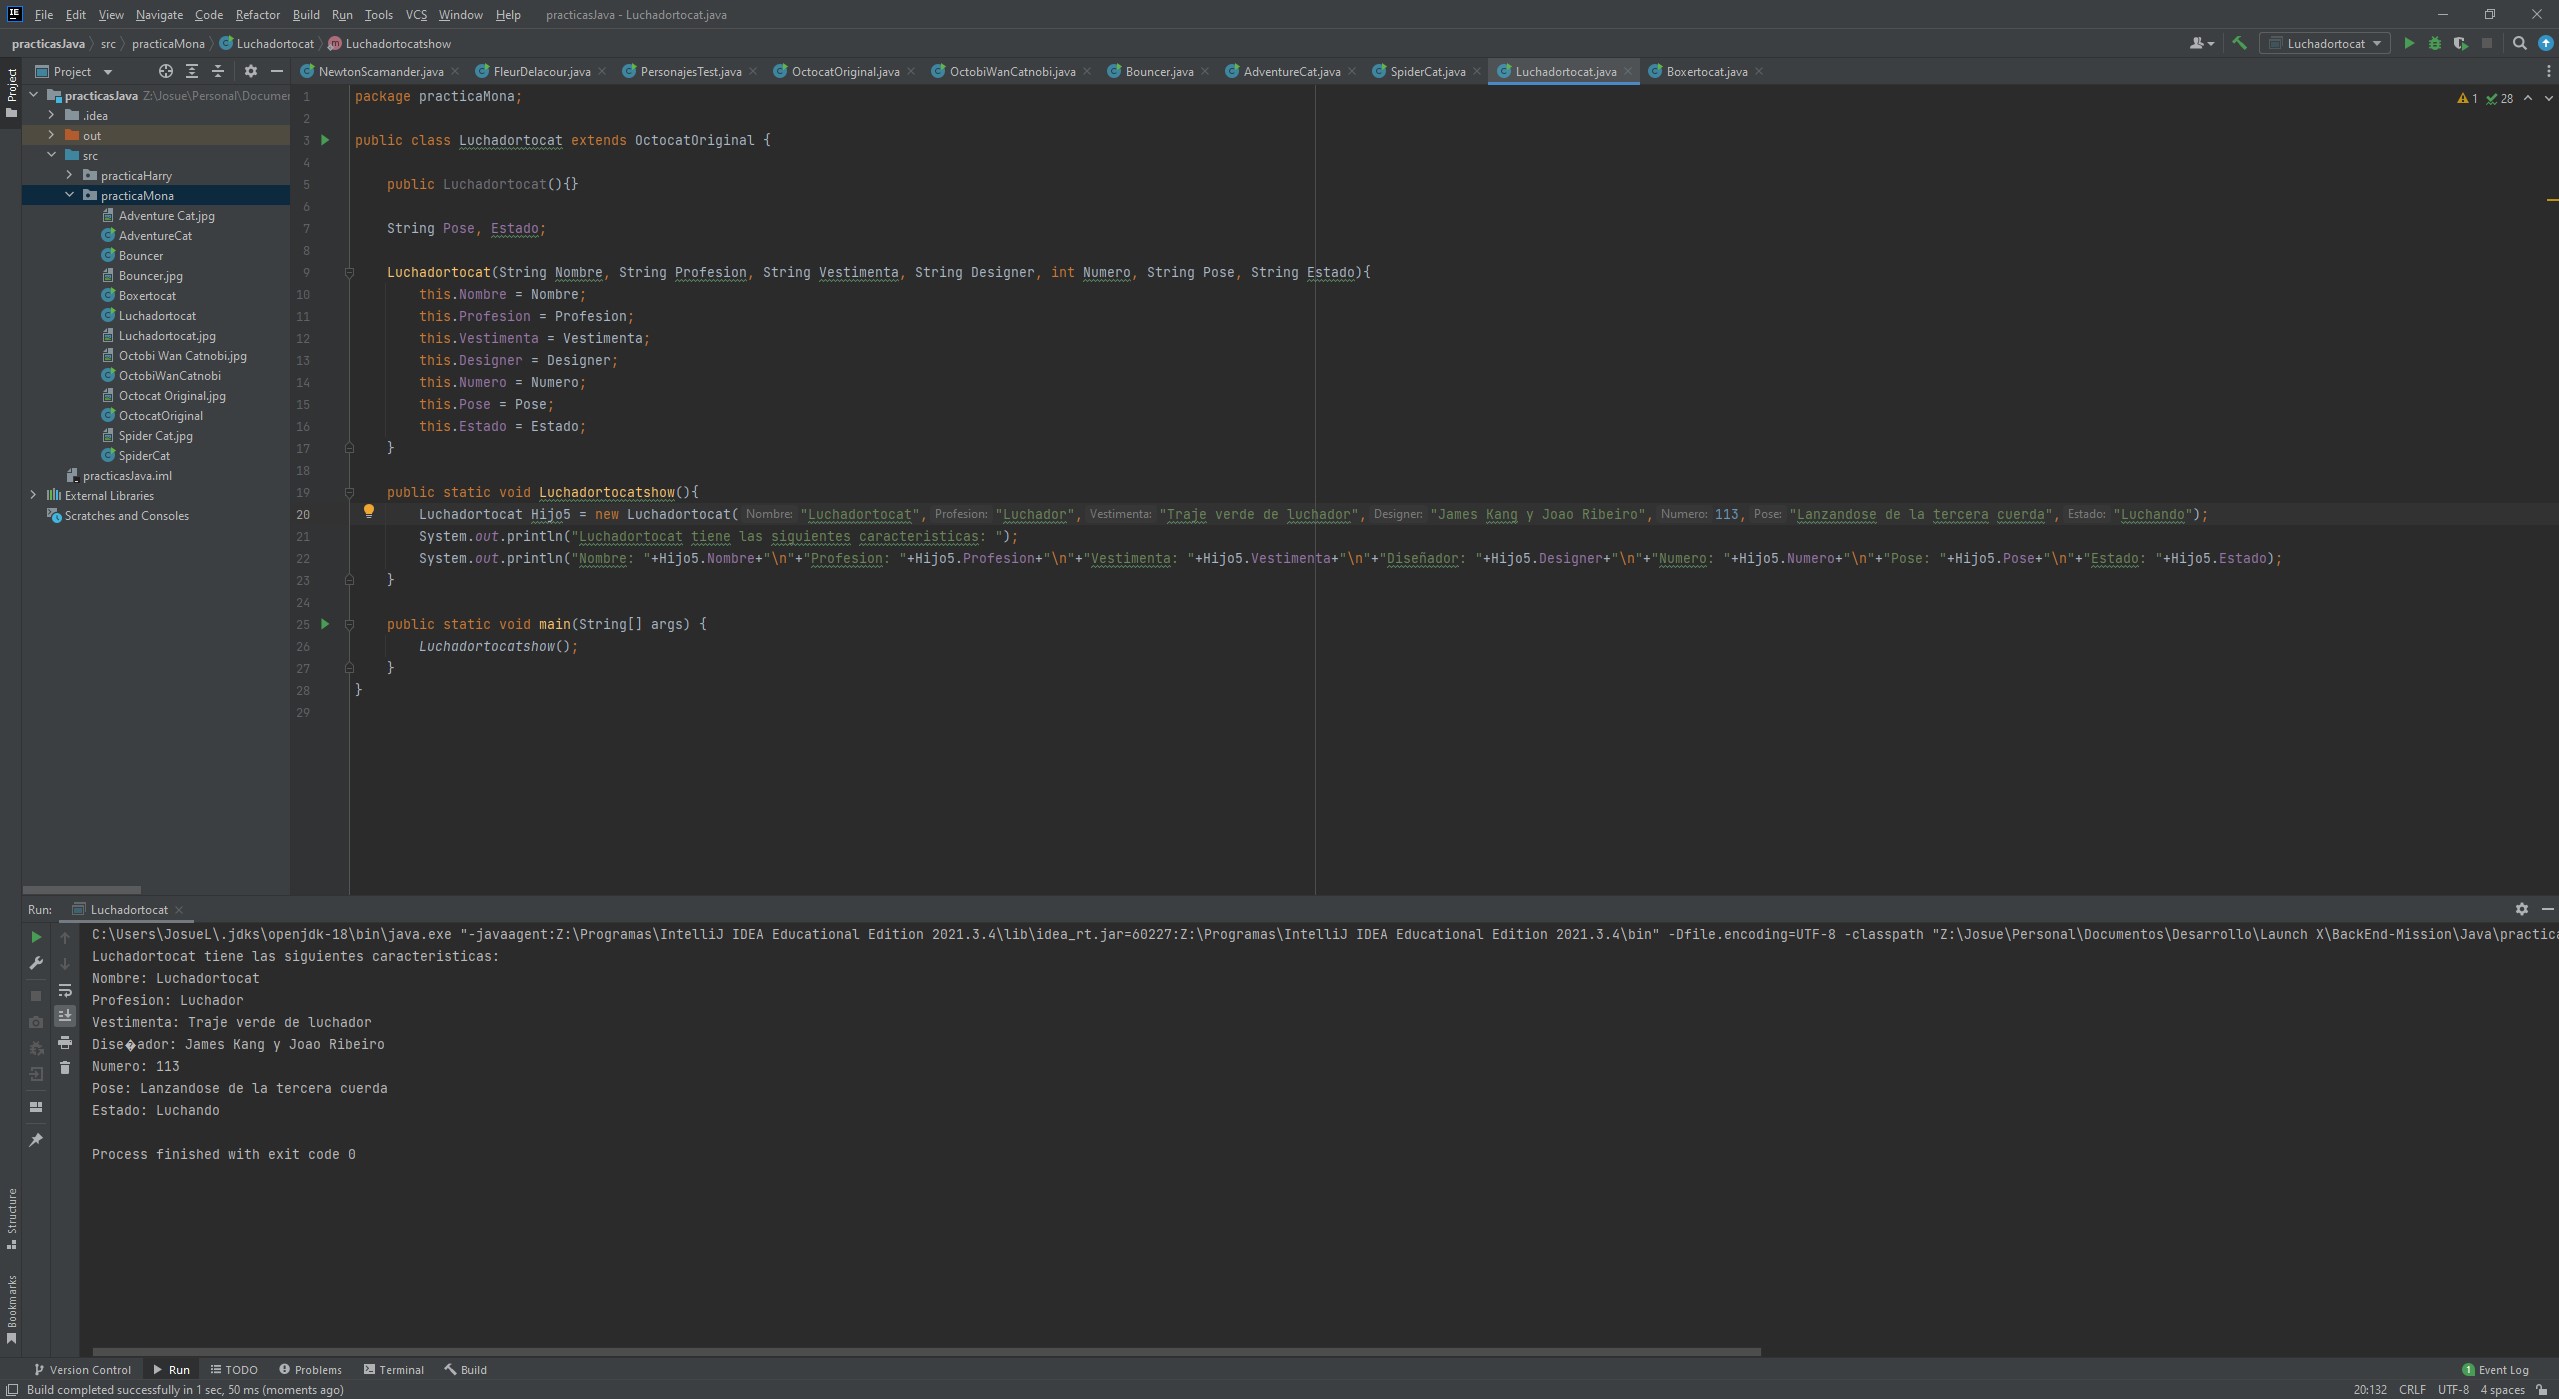 File Edit View Navigate Code Refactor Build Run Tools VCS Window Help practicasJava - Luchadortocat.java
practicasJava src practicaMona Luchadortocat Luchadortocatshow
Luchadortocat
Project
NewtonScamander.java FleurDelacour.java PersonajesTest.java OctocatOriginal.java OctobiWanCatnobi.java Bouncer.java AdventureCat.java SpiderCat.java Luchadortocat.java Boxertocat.java
Project
practicasJava Z:\Josue\Personal\Documen
.idea
out
src
practicaHarry
practicaMona
Adventure Cat.jpg
AdventureCat
Bouncer
Bouncer.jpg
Boxertocat
Luchadortocat
Luchadortocat.jpg
Octobi Wan Catnobi.jpg
OctobiWanCatnobi
Octocat Original.jpg
OctocatOriginal
Spider Cat.jpg
SpiderCat
practicasJava.iml
External Libraries
Scratches and Consoles
1 28
1 package practicaMona;
2
3 public class Luchadortocat extends OctocatOriginal {
4
5 public Luchadortocat(){}
6
7 String Pose, Estado;
8
9 Luchadortocat(String Nombre, String Profesion, String Vestimenta, String Designer, int Numero, String Pose, String Estado){
10 this.Nombre = Nombre;
11 this.Profesion = Profesion;
12 this.Vestimenta = Vestimenta;
13 this.Designer = Designer;
14 this.Numero = Numero;
15 this.Pose = Pose;
16 this.Estado = Estado;
17 }
18
19 public static void Luchadortocatshow(){
20 Luchadortocat Hijo5 = new Luchadortocat( Nombre: "Luchadortocat", Profesion: "Luchador", Vestimenta: "Traje verde de luchador", Designer: "James Kang y Joao Ribeiro", Numero: 113, Pose: "Lanzandose de la tercera cuerda", Estado: "Luchando");
21 System.out.println("Luchadortocat tiene las siguientes caracteristicas: ");
22 System.out.println("Nombre: "+Hijo5.Nombre+"\n"+"Profesion: "+Hijo5.Profesion+"\n"+"Vestimenta: "+Hijo5.Vestimenta+"\n"+"Diseñador: "+Hijo5.Designer+"\n"+"Numero: "+Hijo5.Numero+"\n"+"Pose: "+Hijo5.Pose+"\n"+"Estado: "+Hijo5.Estado);
23 }
24
25 public static void main(String[] args) {
26 Luchadortocatshow();
27 }
28 }
29
Run: Luchadortocat
C:\Users\JosueL\.jdks\openjdk-18\bin\java.exe "-javaagent:Z:\Programas\IntelliJ IDEA Educational Edition 2021.3.4\lib\idea_rt.jar=60227:Z:\Programas\IntelliJ IDEA Educational Edition 2021.3.4\bin" -Dfile.encoding=UTF-8 -classpath "Z:\Josue\Personal\Documentos\Desarrollo\Launch X\BackEnd-Mission\Java\practica
Luchadortocat tiene las siguientes caracteristicas:
Nombre: Luchadortocat
Profesion: Luchador
Vestimenta: Traje verde de luchador
Dise�ador: James Kang y Joao Ribeiro
Numero: 113
Pose: Lanzandose de la tercera cuerda
Estado: Luchando
Process finished with exit code 0
Structure
Bookmarks
Version Control Run TODO Problems Terminal Build 1 Event Log
Build completed successfully in 1 sec, 50 ms (moments ago) 20:132 CRLF UTF-8 4 spaces